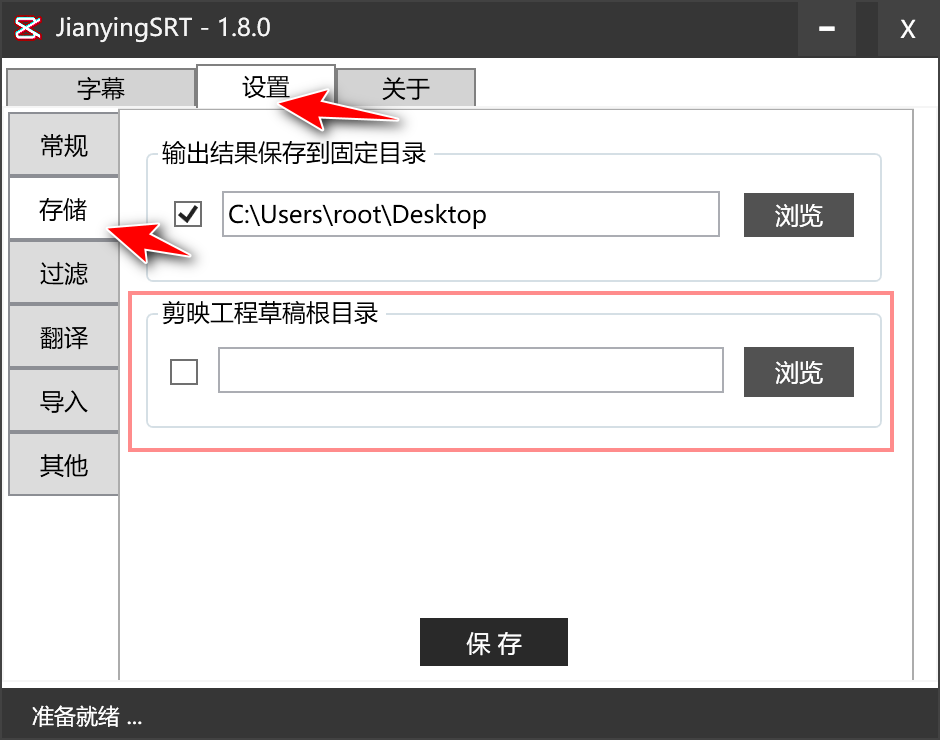 JianyingSRT - 1.8.0
X
字幕
设置
关于
常规
存储
过滤
翻译
导入
其他
输出结果保存到固定目录
C:\Users\root\Desktop
浏览
剪映工程草稿根目录
浏览
保 存
准备就绪 ...